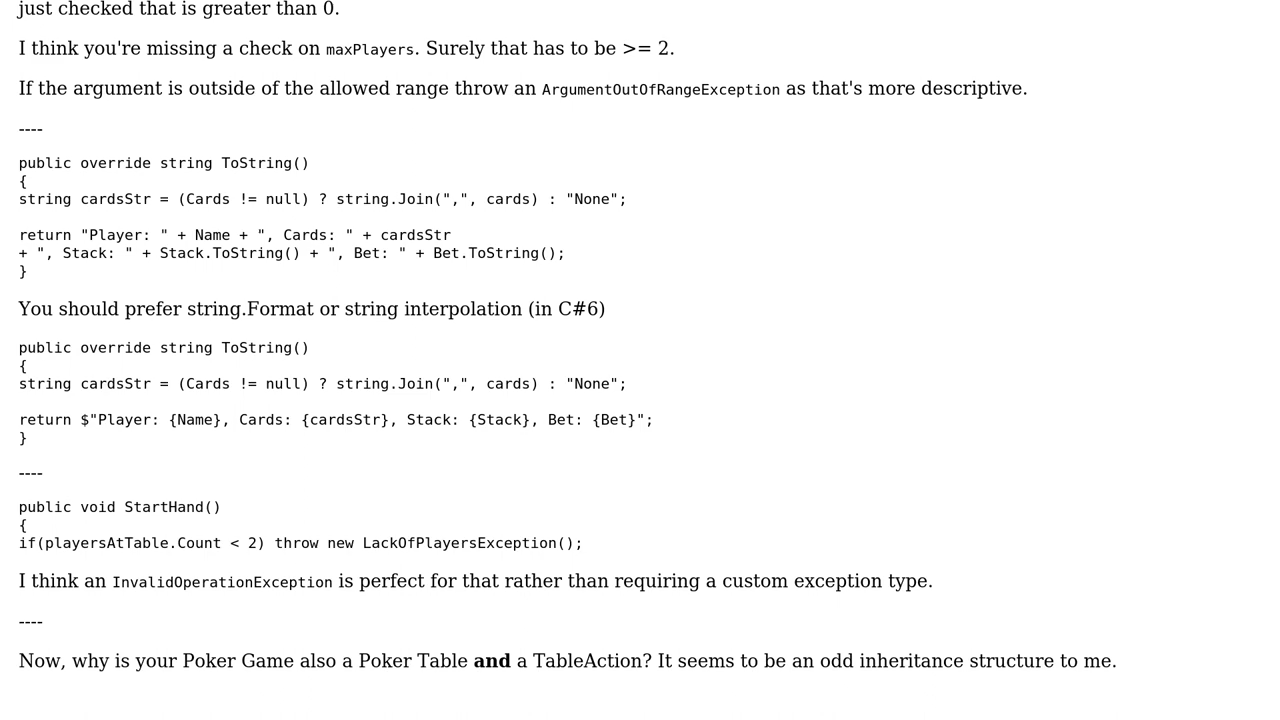 just checked that is greater than 0.
I think you're missing a check on maxPlayers. Surely that has to be >= 2.
If the argument is outside of the allowed range throw an ArgumentOutOfRangeException as that's more descriptive.
----
public override string ToString()
{
string cardsStr = (Cards != null) ? string.Join(",", cards) : "None";
return "Player: " + Name + ", Cards: " + cardsStr
+ ", Stack: " + Stack.ToString() + ", Bet: " + Bet.ToString();
}
You should prefer string.Format or string interpolation (in C#6)
public override string ToString()
{
string cardsStr = (Cards != null) ? string.Join(",", cards) : "None";
return $"Player: {Name}, Cards: {cardsStr}, Stack: {Stack}, Bet: {Bet}";
}
----
public void StartHand()
{
if(playersAtTable.Count < 2) throw new LackOfPlayersException();
I think an InvalidOperationException is perfect for that rather than requiring a custom exception type.
----
Now, why is your Poker Game also a Poker Table and a TableAction? It seems to be an odd inheritance structure to me.